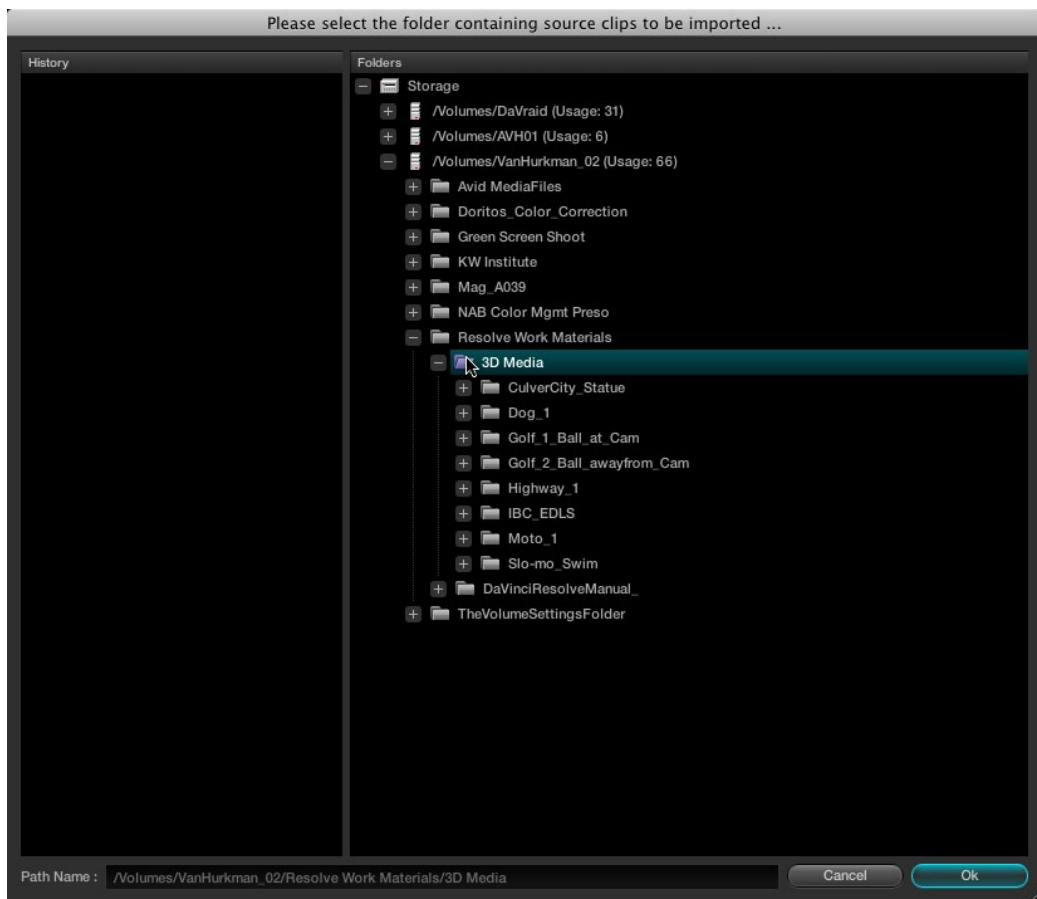 Please select the folder containing source clips to be imported ...
History
Folders
Storage
/Volumes/DaVraid (Usage: 31)
/Volumes/AVH01 (Usage: 6)
/Volumes/VanHurkman_02 (Usage: 66)
Avid MediaFiles
Doritos_Color_Correction
Green Screen Shoot
KW Institute
Mag_A039
NAB Color Mgmt Preso
Resolve Work Materials
3D Media
CulverCity_Statue
Dog_1
Golf_1_Ball_at_Cam
Golf_2_Ball_awayfrom_Cam
Highway_1
IBC_EDLS
Moto_1
Slo-mo_Swim
DaVinciResolveManual_
TheVolumeSettingsFolder
Path Name : /Volumes/VanHurkman_02/Resolve Work Materials/3D Media
Cancel
Ok